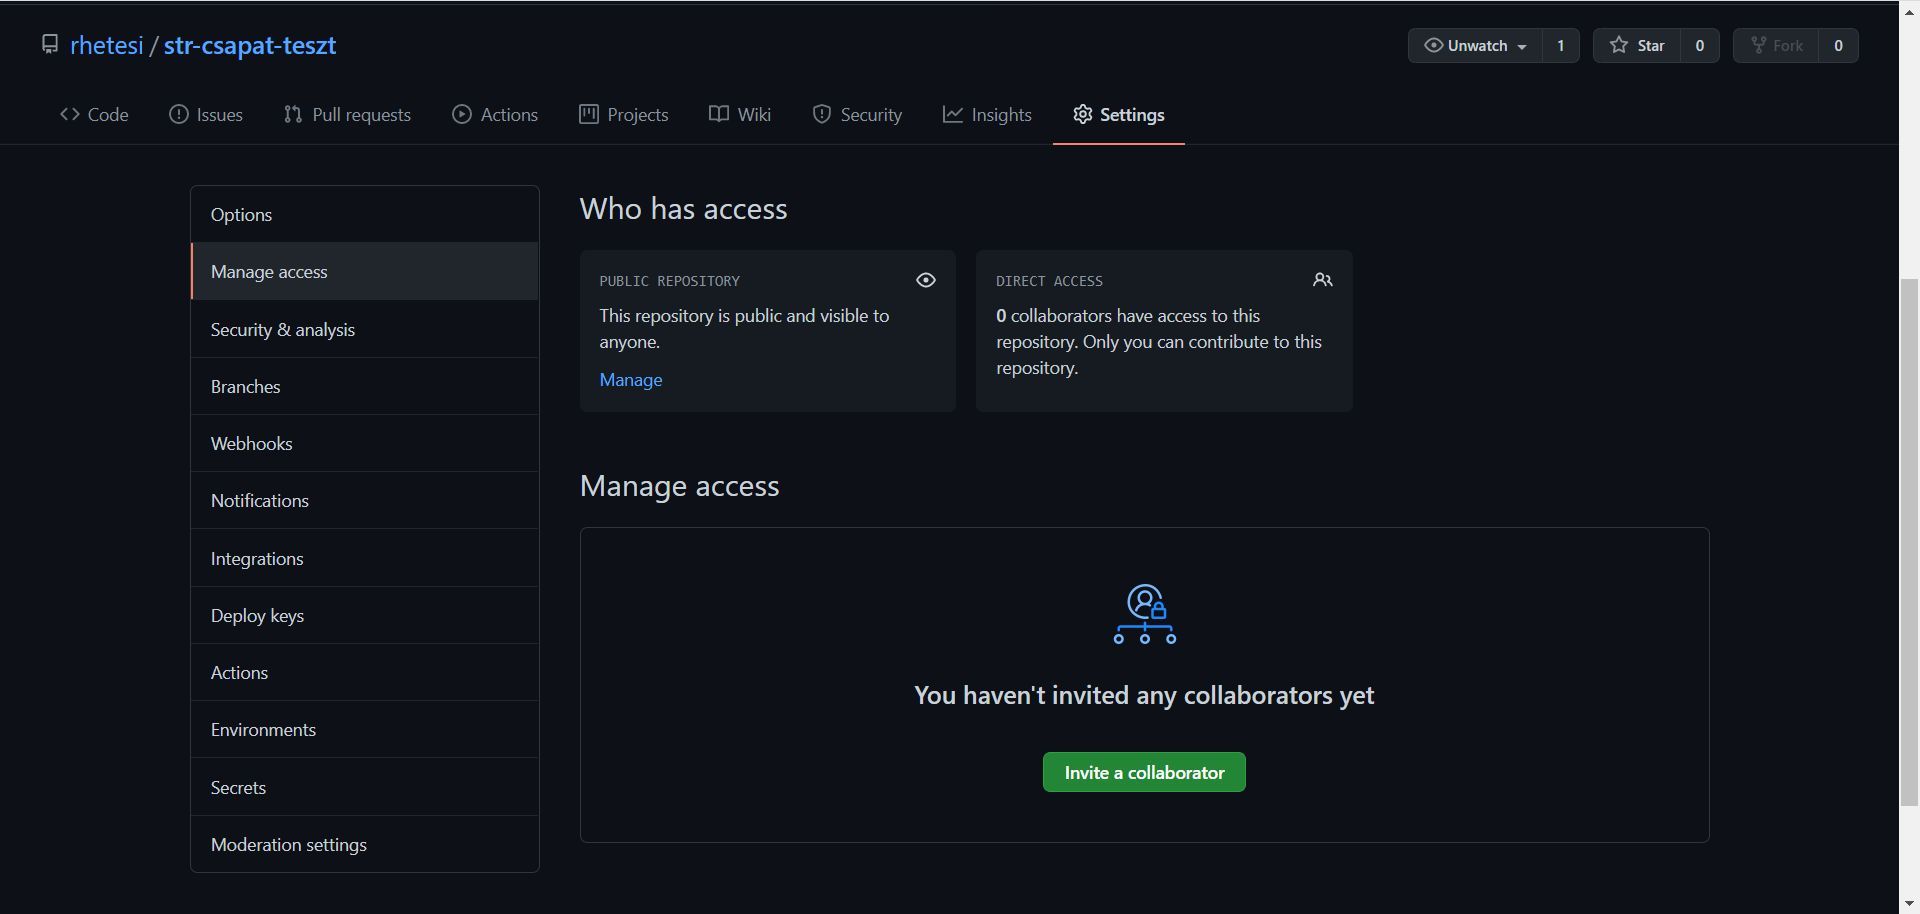 rhetesi / str-csapat-teszt
Unwatch 1
Star 0
Fork 0
Code
Issues
Pull requests
Actions
Projects
Wiki
Security
Insights
Settings
Options
Manage access
Security & analysis
Branches
Webhooks
Notifications
Integrations
Deploy keys
Actions
Environments
Secrets
Moderation settings
Who has access
PUBLIC REPOSITORY
This repository is public and visible to
anyone.
Manage
DIRECT ACCESS
0 collaborators have access to this
repository. Only you can contribute to this
repository.
Manage access
You haven't invited any collaborators yet
Invite a collaborator